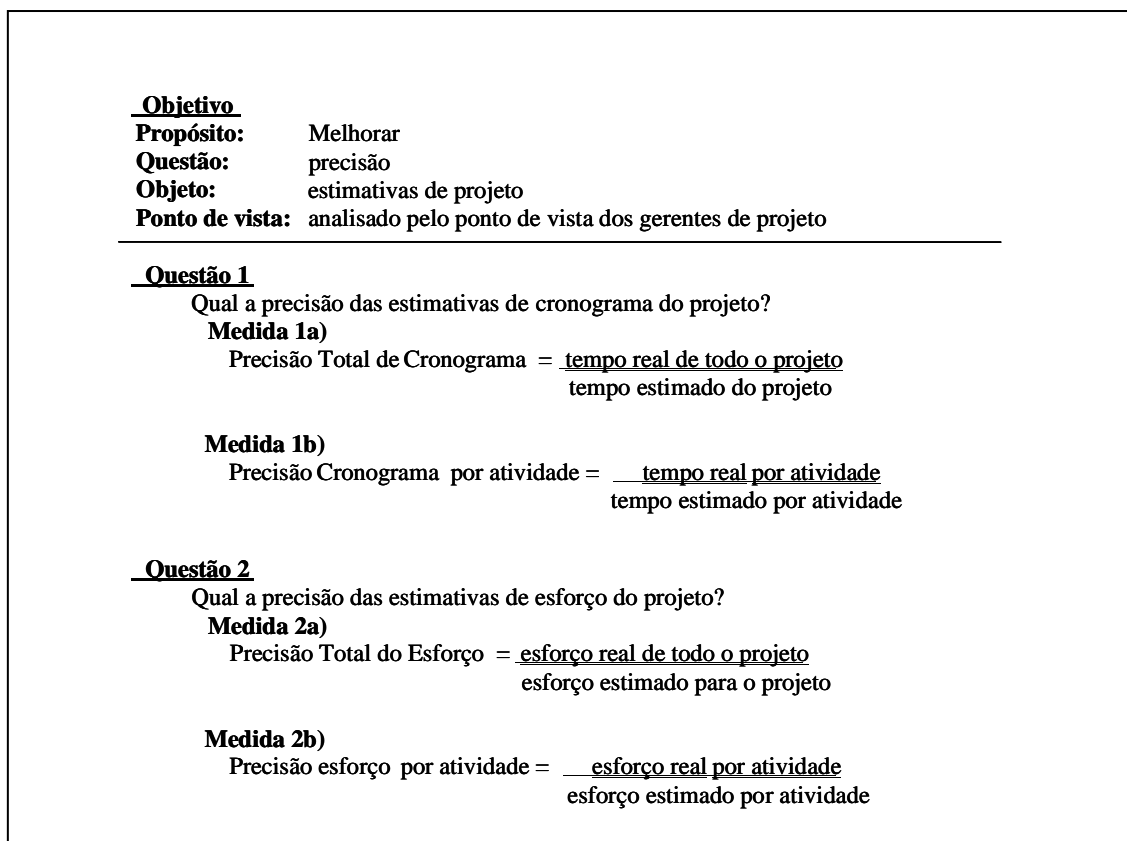 Objetivo
Propósito: Melhorar
Questão: precisão
Objeto: estimativas de projeto
Ponto de vista: analisado pelo ponto de vista dos gerentes de projeto
Questão 1
Qual a precisão das estimativas de cronograma do projeto?
Medida 1a)
Precisão Total de Cronograma = tempo real de todo o projeto
tempo estimado do projeto
Medida 1b)
Precisão Cronograma por atividade = tempo real por atividade
tempo estimado por atividade
Questão 2
Qual a precisão das estimativas de esforço do projeto?
Medida 2a)
Precisão Total do Esforço = esforço real de todo o projeto
esforço estimado para o projeto
Medida 2b)
Precisão esforço por atividade = esforço real por atividade
esforço estimado por atividade